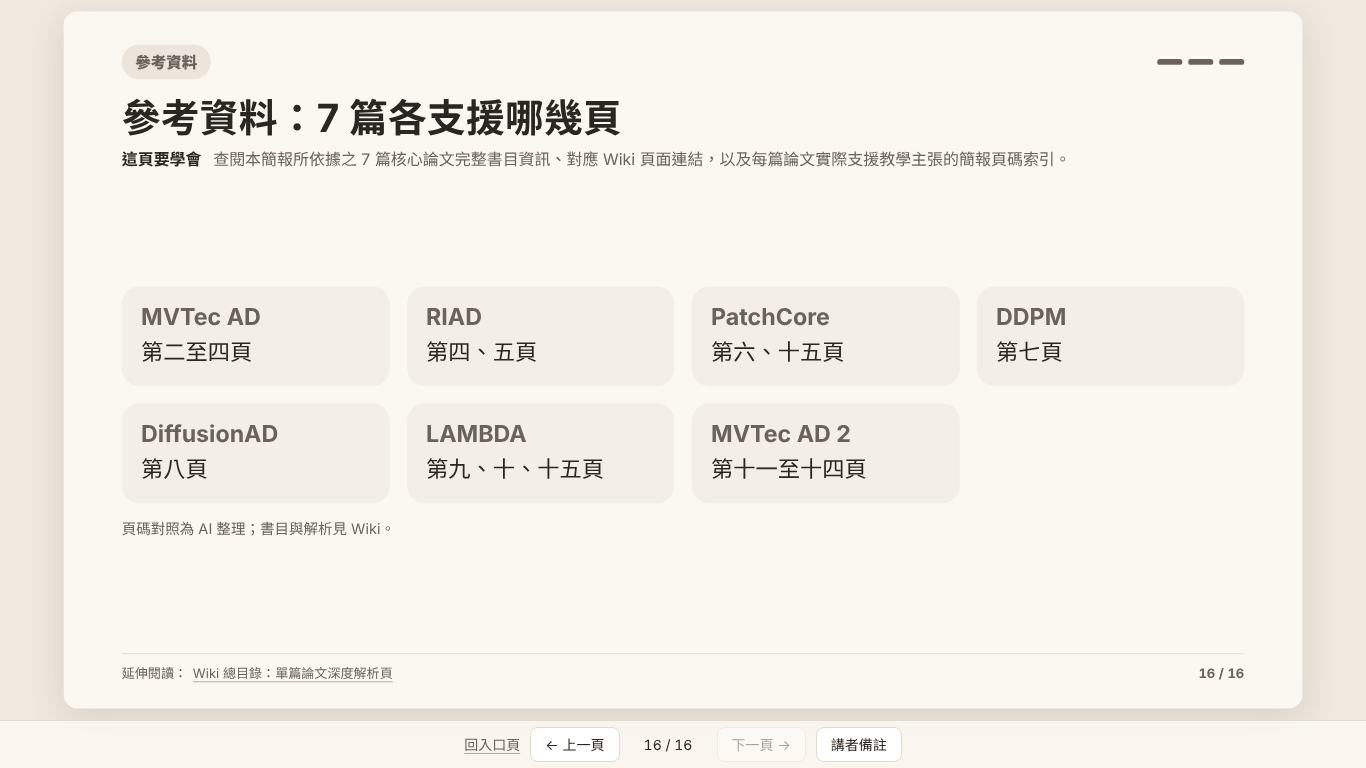 參考資料
參考資料：7 篇各支援哪幾頁
這頁要學會 查閱本簡報所依據之 7 篇核心論文完整書目資訊、對應 Wiki 頁面連結，以及每篇論文實際支援教學主張的簡報頁碼索引。
MVTec AD
第二至四頁
RIAD
第四、五頁
PatchCore
第六、十五頁
DDPM
第七頁
DiffusionAD
第八頁
LAMBDA
第九、十、十五頁
MVTec AD 2
第十一至十四頁
頁碼對照為 AI 整理；書目與解析見 Wiki。
延伸閱讀： Wiki 總目錄：單篇論文深度解析頁
16 / 16
回入口頁 ← 上一頁 16 / 16 下一頁 → 講者備註